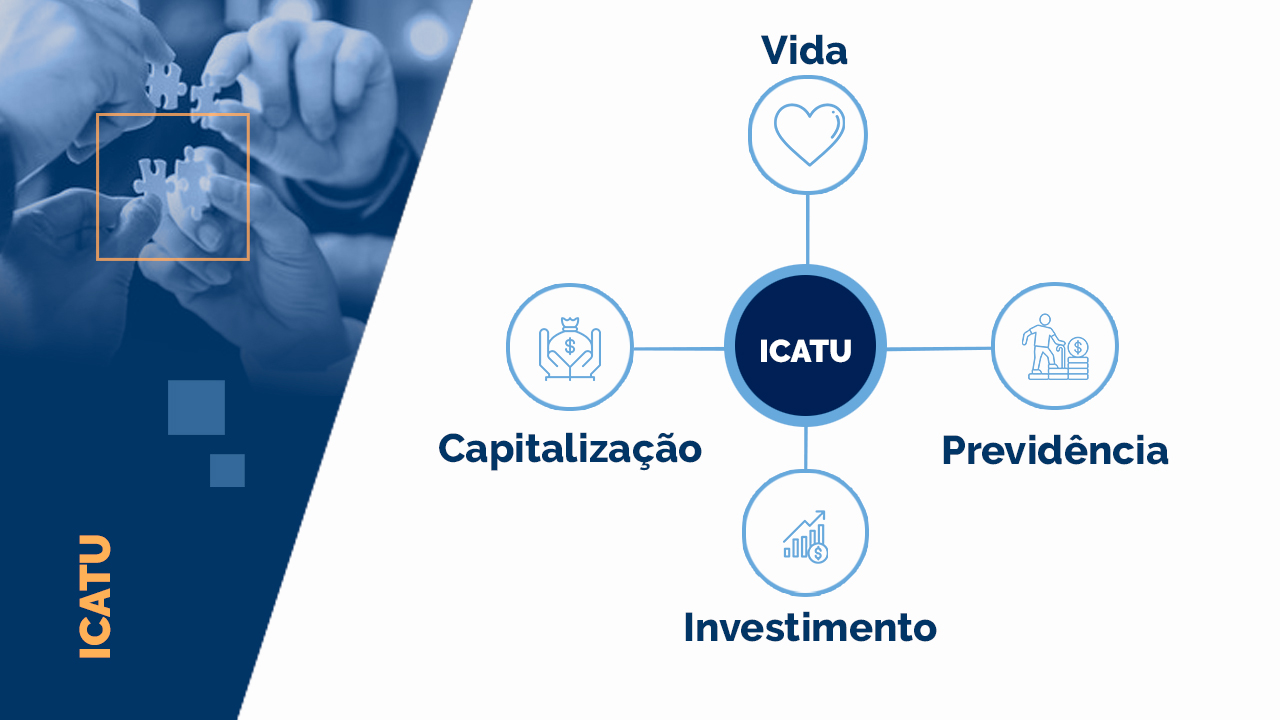 Vida
ICATU
Capitalização
Previdência
Investimento
ICATU